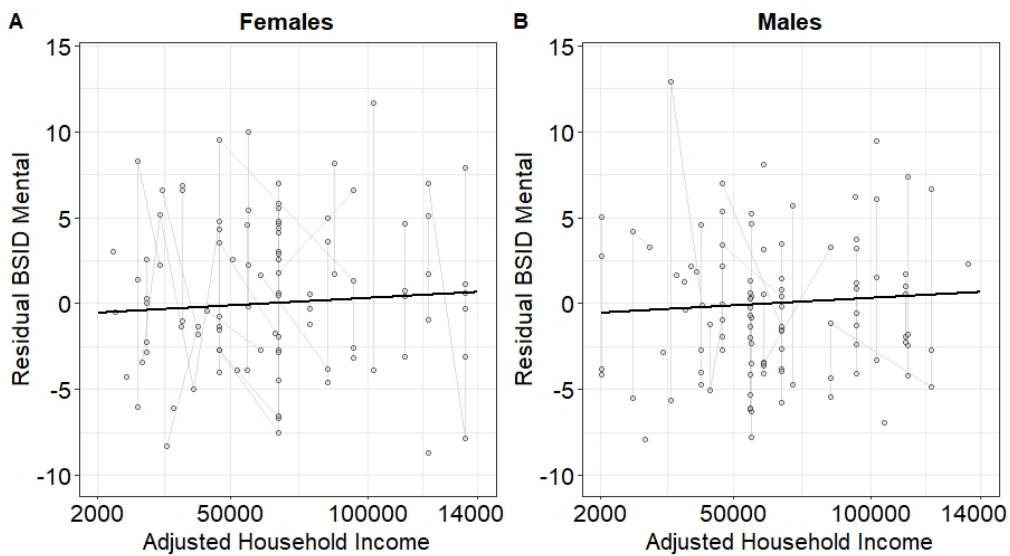 A Females
15
10
5
0
-5
-10
Residual BSID Mental
2000 50000 100000 14000
Adjusted Household Income
B Males
15
10
5
0
-5
-10
Residual BSID Mental
2000 50000 100000 14000
Adjusted Household Income